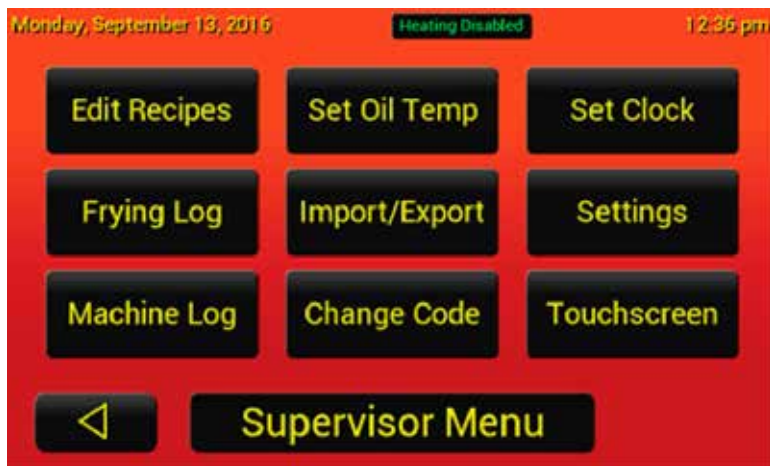 Monday, September 13, 2016 Heating Disabled 12:36 pm
Edit Recipes Set Oil Temp Set Clock
Frying Log Import/Export Settings
Machine Log Change Code Touchscreen
Supervisor Menu